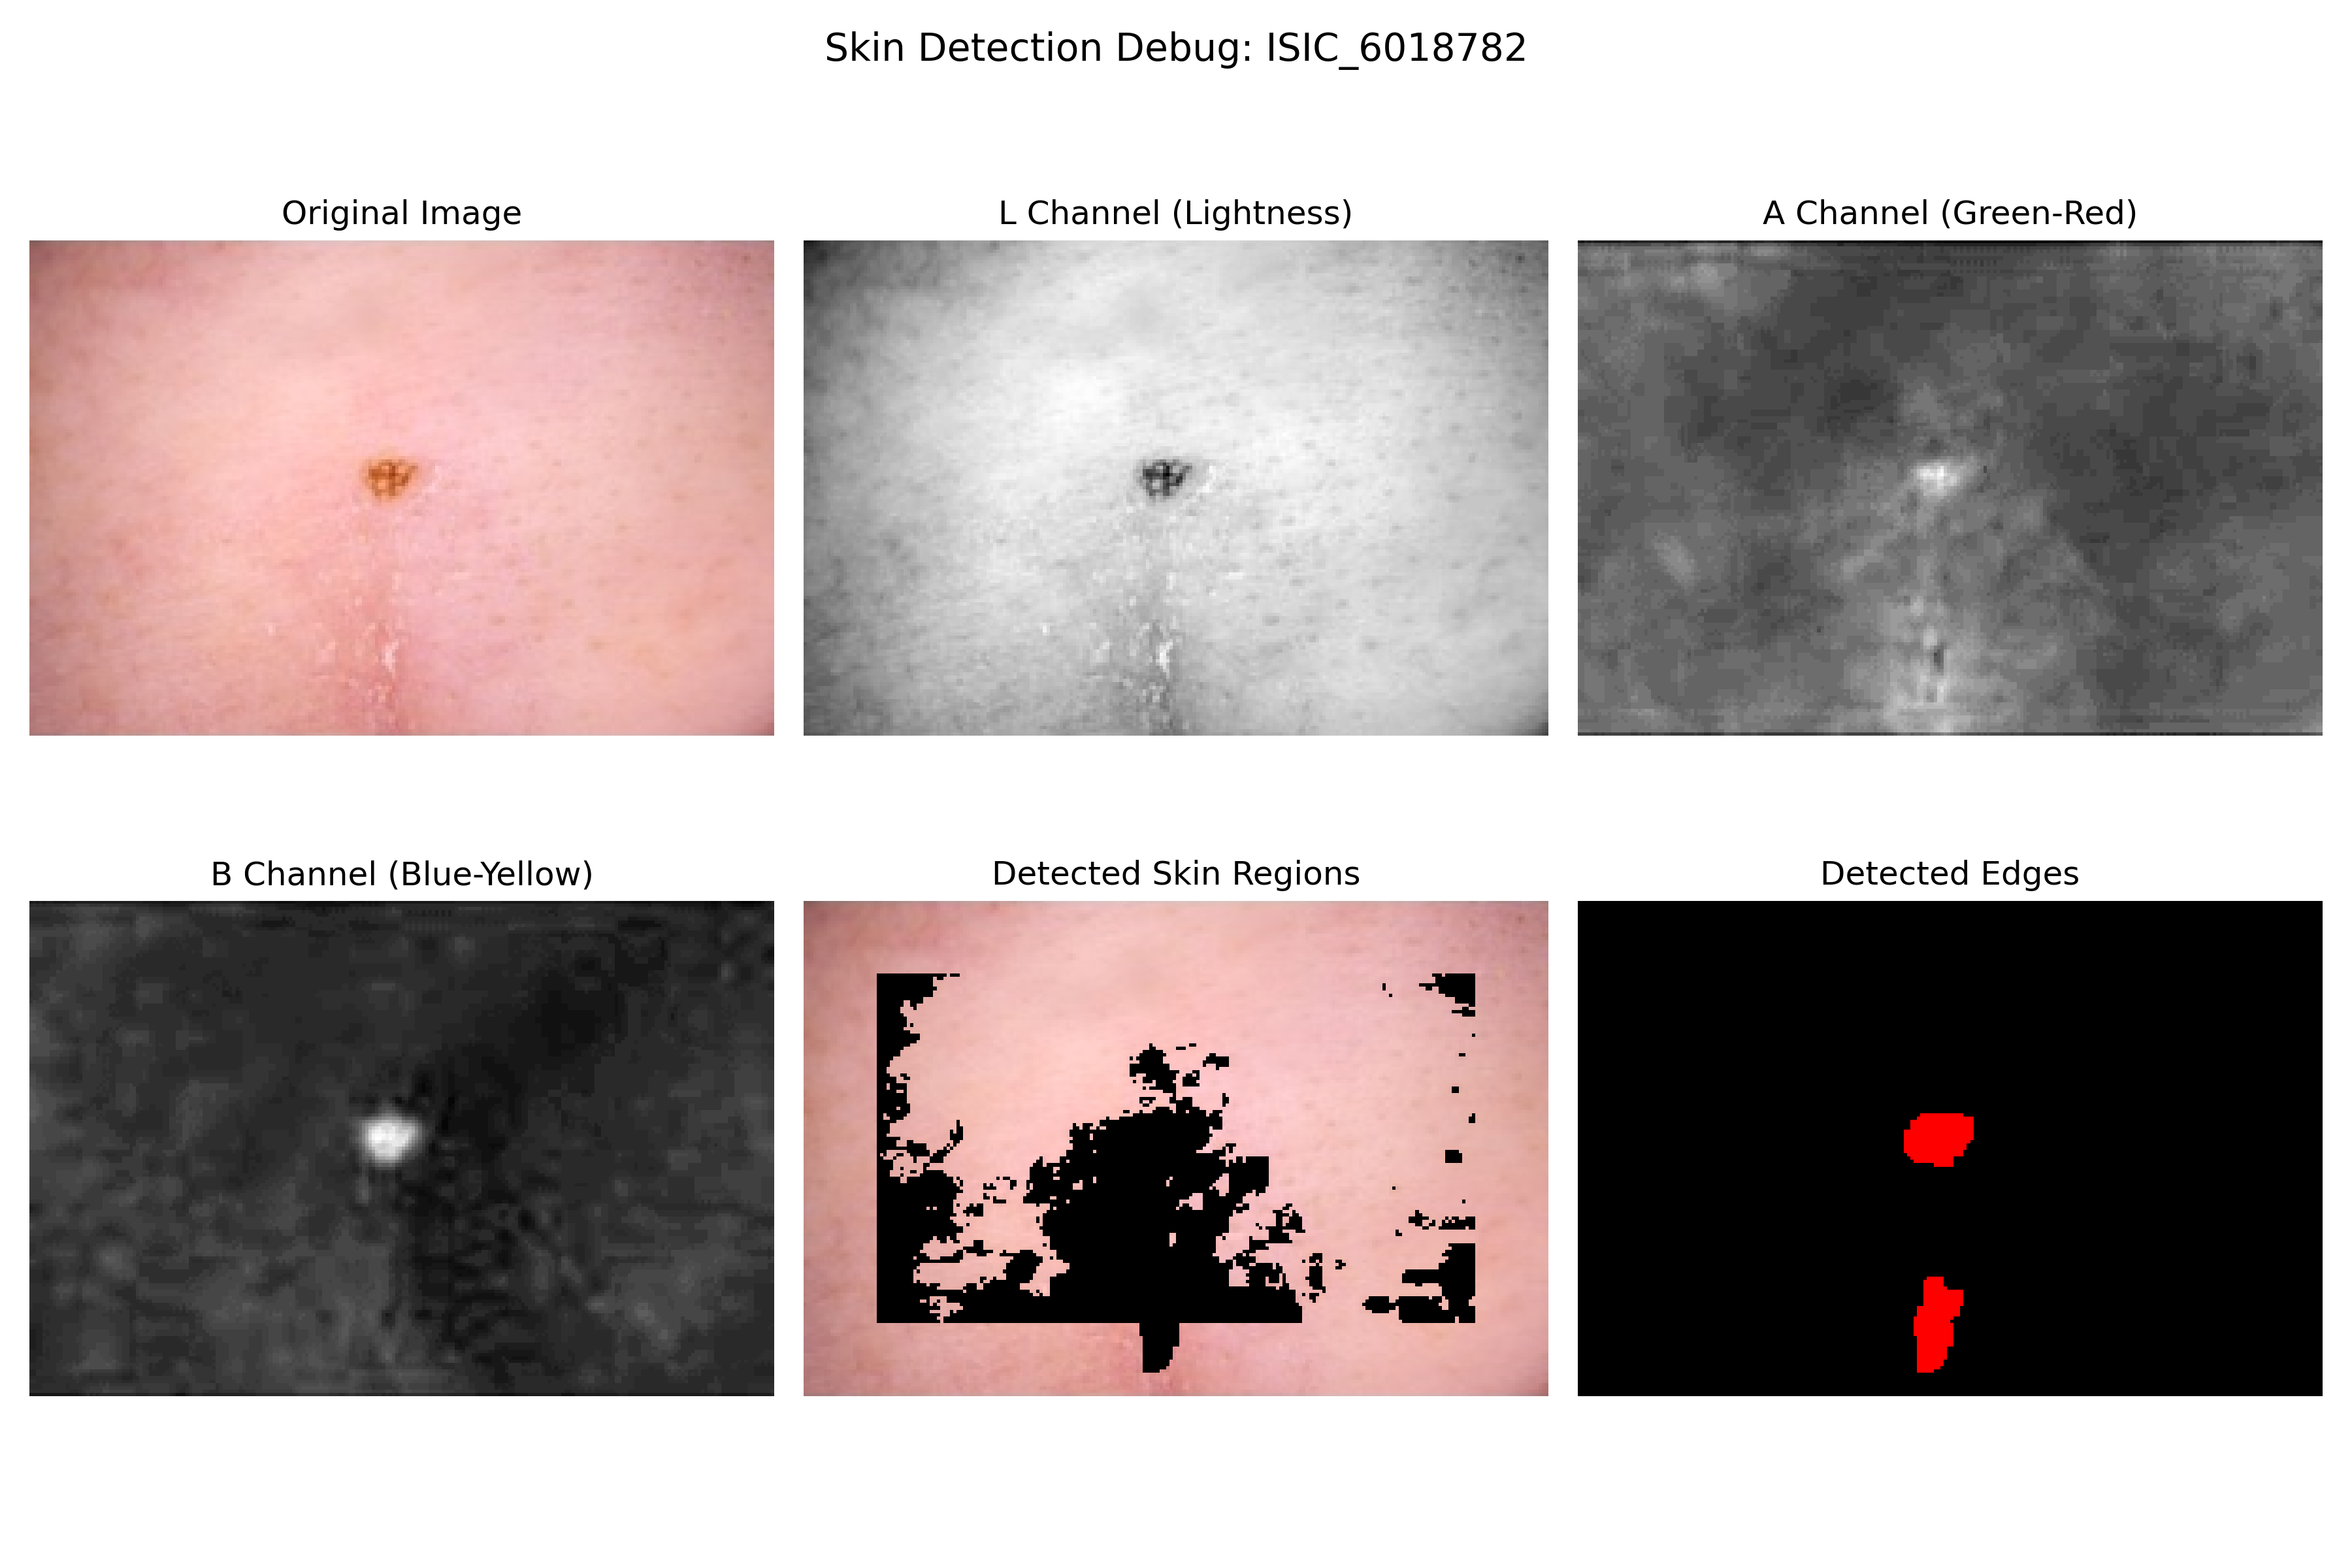 Skin Detection Debug: ISIC_6018782
Original Image
L Channel (Lightness)
A Channel (Green-Red)
B Channel (Blue-Yellow)
Detected Skin Regions
Detected Edges